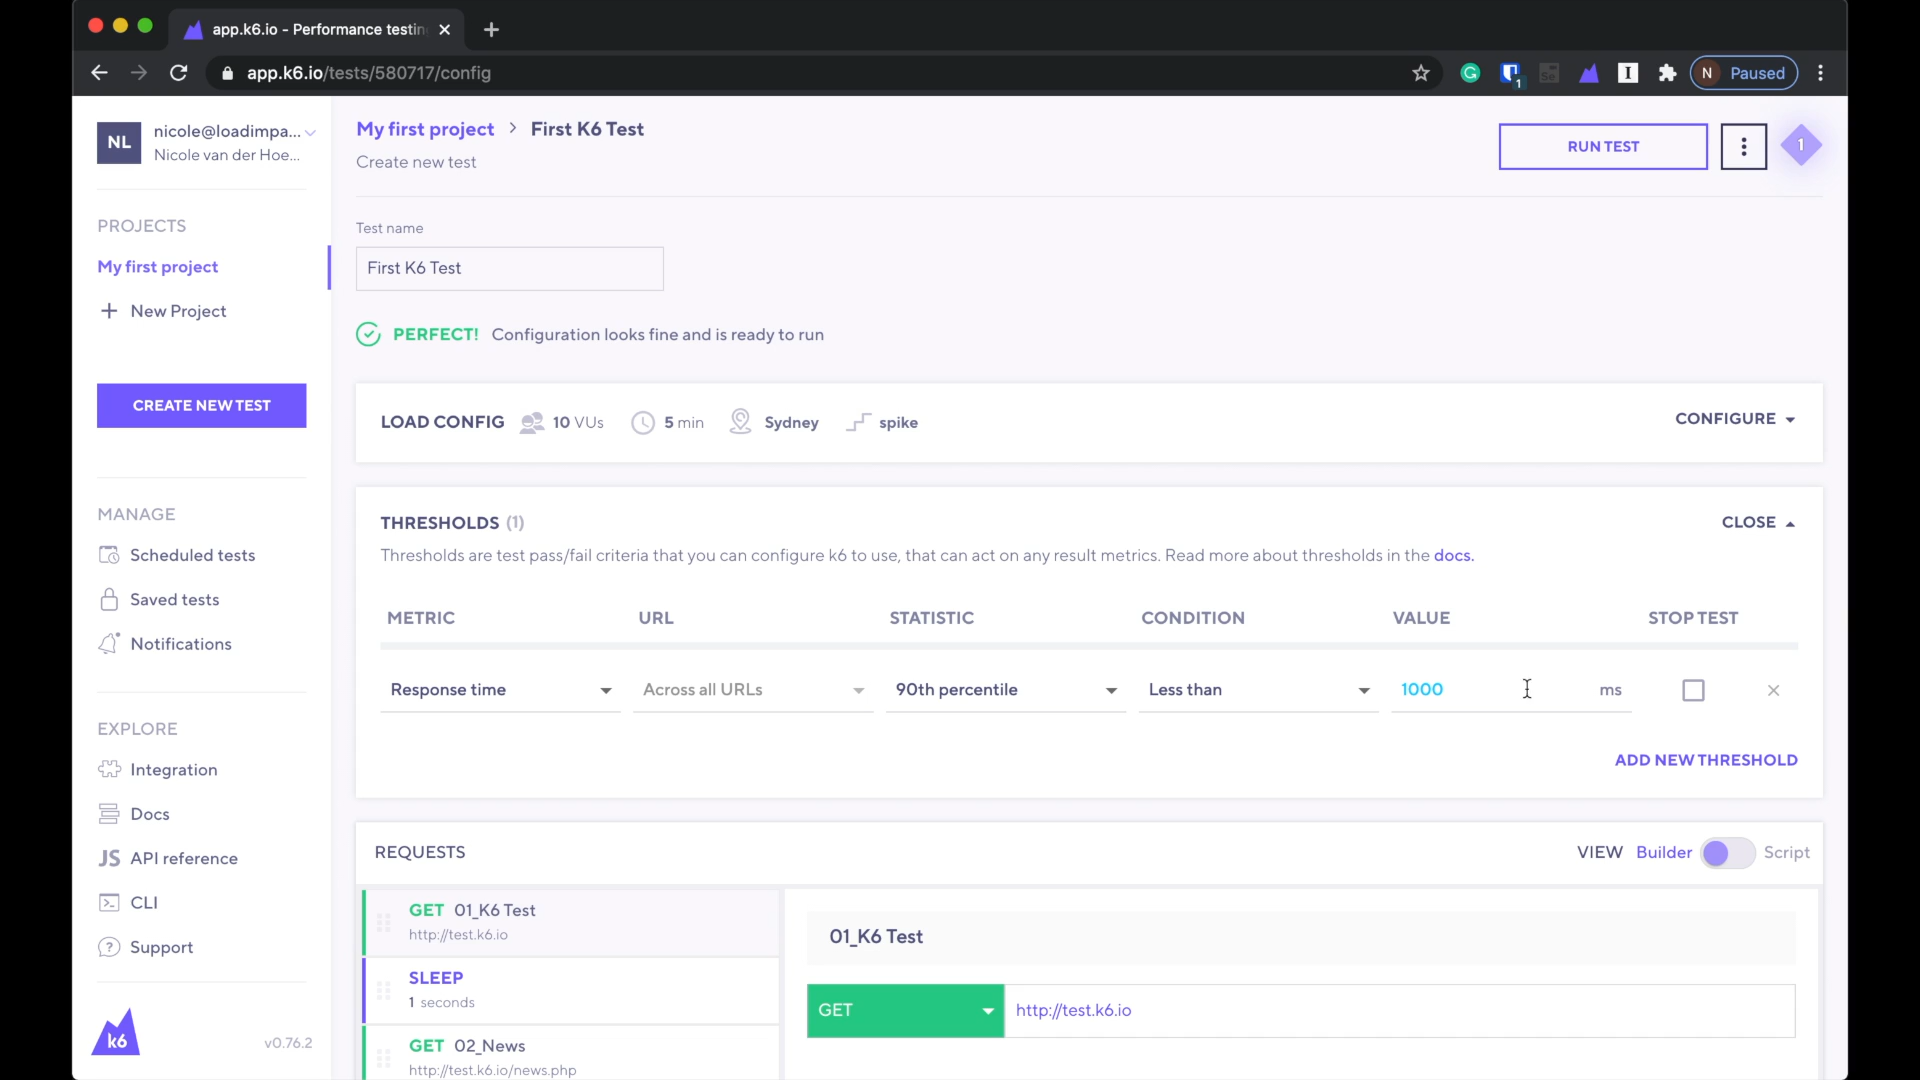 app.k6.io - Performance testin
app.k6.io/tests/580717/config
1
N Paused
NL
nicole@loadimpa...
Nicole van der Hoe...
PROJECTS
My first project
New Project
CREATE NEW TEST
MANAGE
Scheduled tests
Saved tests
Notifications
EXPLORE
Integration
Docs
JS API reference
CLI
Support
k6
v0.76.2
My first project > First K6 Test
Create new test
RUN TEST
1
Test name
First K6 Test
PERFECT! Configuration looks fine and is ready to run
LOAD CONFIG 10 VUs 5 min Sydney spike
CONFIGURE
THRESHOLDS (1)
CLOSE
Thresholds are test pass/fail criteria that you can configure k6 to use, that can act on any result metrics. Read more about thresholds in the docs.
METRIC URL STATISTIC CONDITION VALUE STOP TEST
Response time Across all URLs 90th percentile Less than 1000 ms
ADD NEW THRESHOLD
REQUESTS
VIEW Builder Script
GET 01_K6 Test
http://test.k6.io
SLEEP
1 seconds
GET 02_News
http://test.k6.io/news.php
01_K6 Test
GET http://test.k6.io